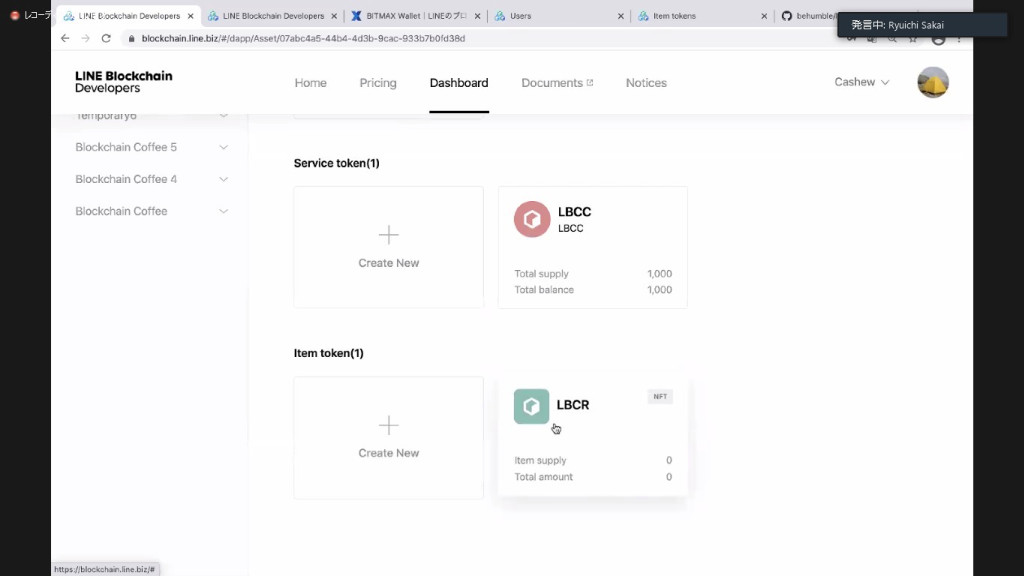 レコーデ
LINE Blockchain Developers
LINE Blockchain Developers
BITMAX Wallet | LINEのブロ
Users
Item tokens
behumble/
発言中: Ryuichi Sakai
blockchain.line.biz/#/dapp/Asset/07abc4a5-44b4-4d3b-9cac-933b7b0fd38d
LINE Blockchain
Developers
Home
Pricing
Dashboard
Documents
Notices
Cashew
Temporary6
Blockchain Coffee 5
Blockchain Coffee 4
Blockchain Coffee
Service token(1)
Create New
LBCC
LBCC
Total supply 1,000
Total balance 1,000
Item token(1)
Create New
LBCR
NFT
Item supply 0
Total amount 0
https://blockchain.line.biz/#